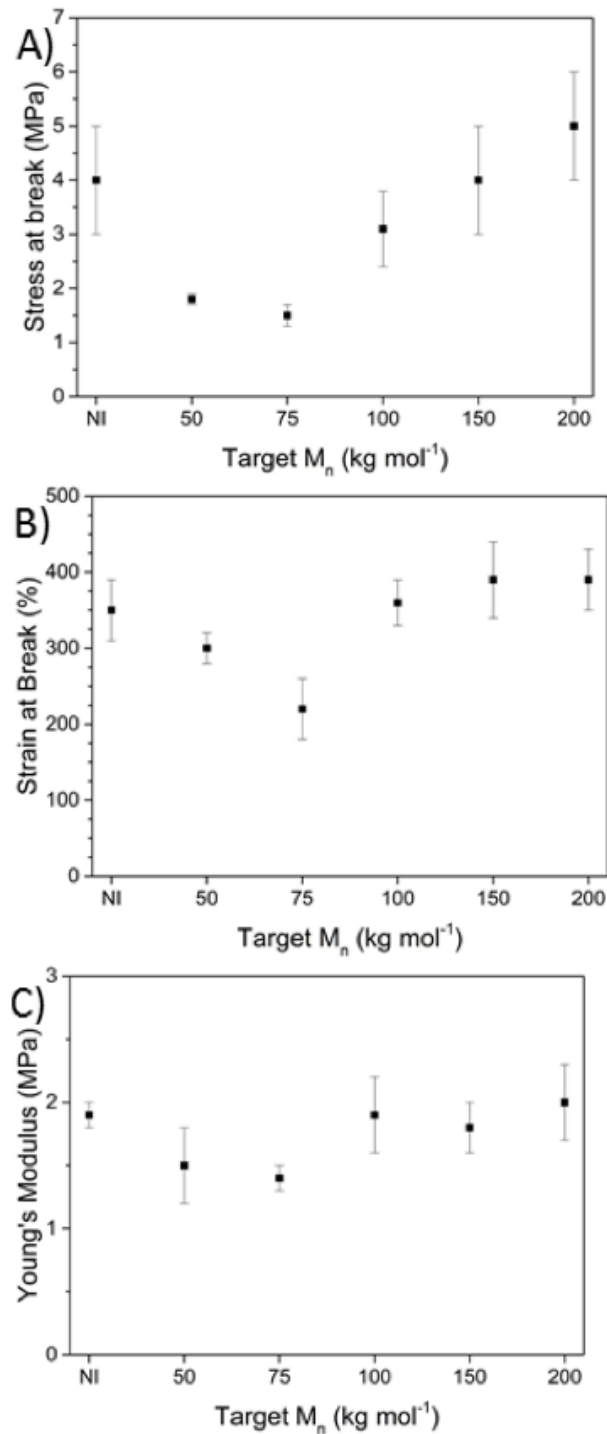 A)
Stress at break (MPa)
7
6
5
4
3
2
1
0
NI 50 75 100 150 200
Target Mn (kg mol⁻¹)
B)
Strain at Break (%)
500
400
300
200
100
0
NI 50 75 100 150 200
Target Mn (kg mol⁻¹)
C)
Young's Modulus (MPa)
3
2
1
0
NI 50 75 100 150 200
Target Mn (kg mol⁻¹)